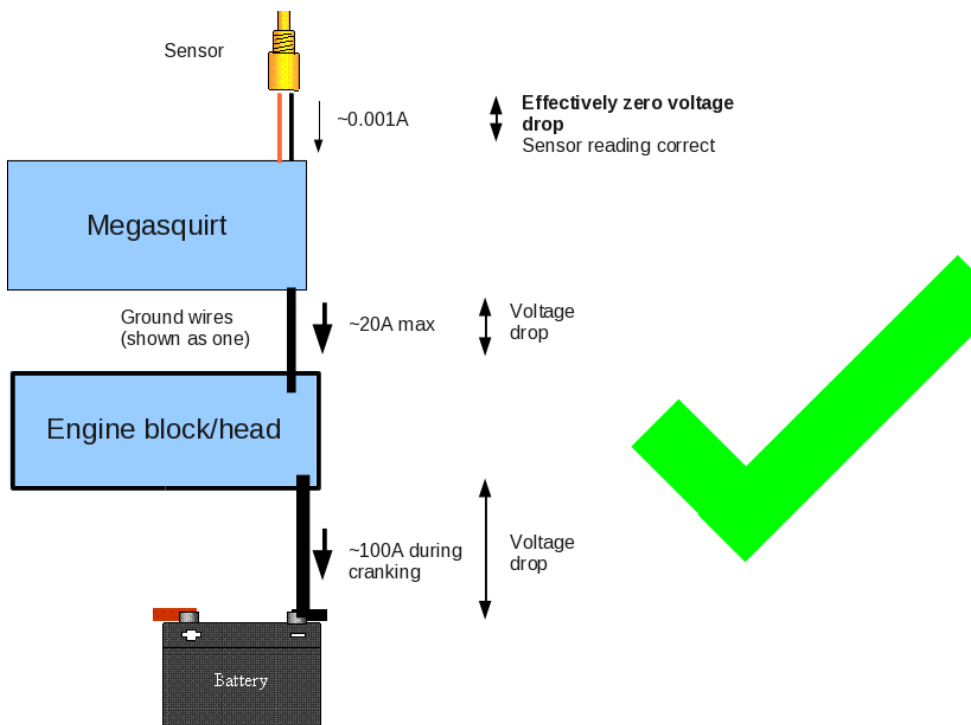 Sensor
~0.001A
Effectively zero voltage
drop
Sensor reading correct
Megasquirt
Ground wires
(shown as one)
~20A max
Voltage
drop
Engine block/head
~100A during
cranking
Voltage
drop
Battery